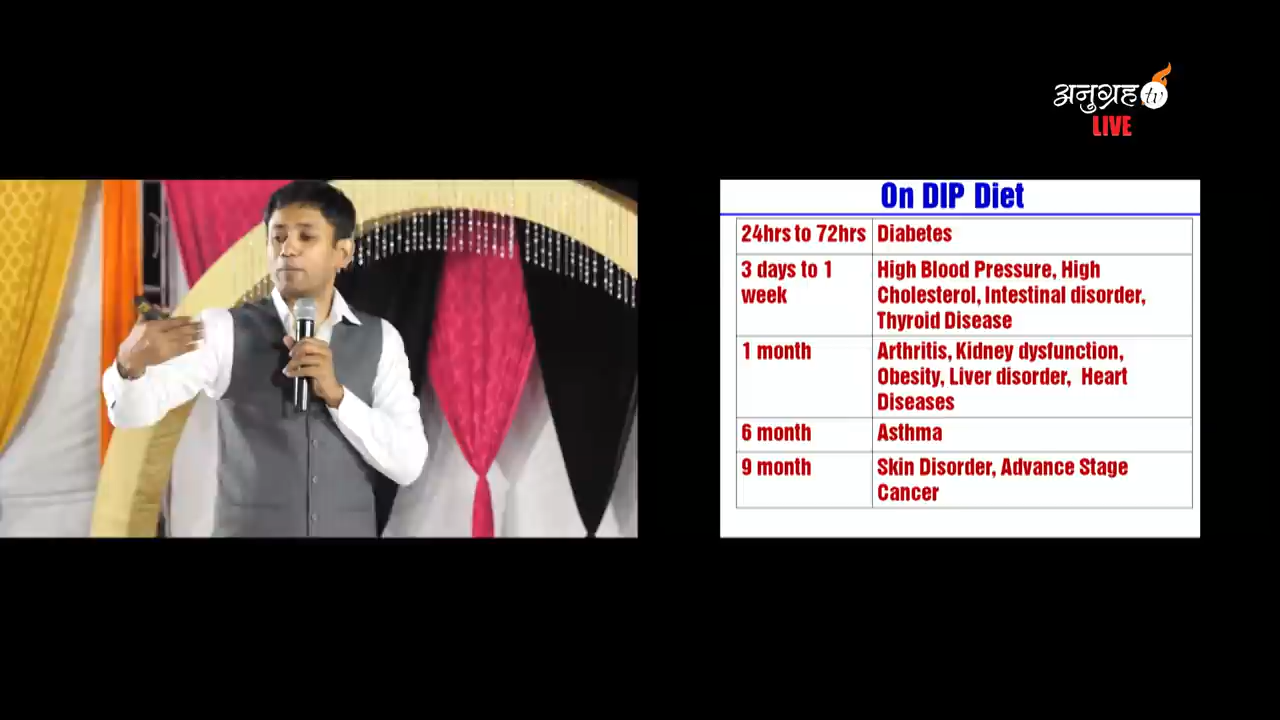 अनुग्रह tv
LIVE
On DIP Diet
24hrs to 72hrs Diabetes
3 days to 1 week High Blood Pressure, High
Cholesterol, Intestinal disorder,
Thyroid Disease
1 month Arthritis, Kidney dysfunction,
Obesity, Liver disorder, Heart
Diseases
6 month Asthma
9 month Skin Disorder, Advance Stage
Cancer